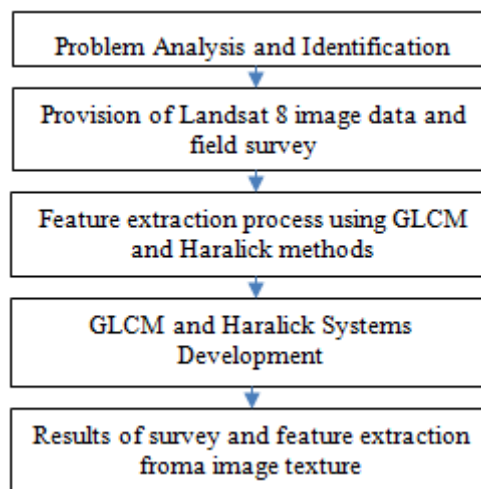 Problem Analysis and Identification
Provision of Landsat 8 image data and
field survey
Feature extraction process using GLCM
and Haralick methods
GLCM and Haralick Systems
Development
Results of survey and feature extraction
froma image texture